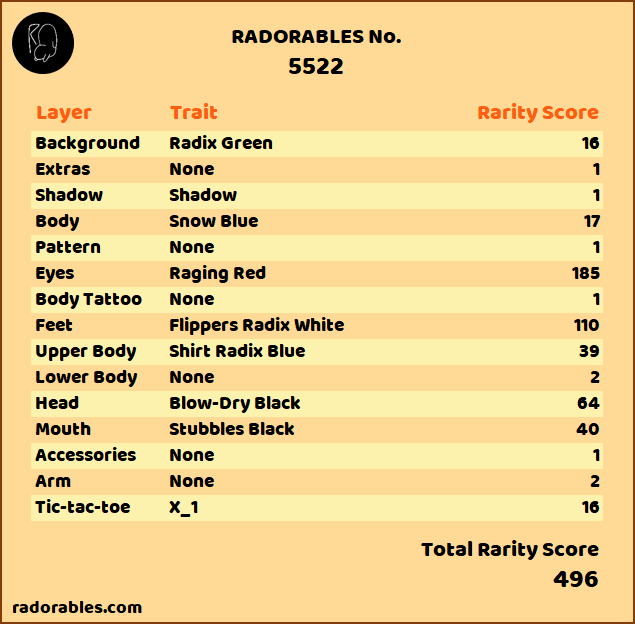 RADORABLES No.
5522
Layer Trait Rarity Score
Background Radix Green 16
Extras None 1
Shadow Shadow 1
Body Snow Blue 17
Pattern None 1
Eyes Raging Red 185
Body Tattoo None 1
Feet Flippers Radix White 110
Upper Body Shirt Radix Blue 39
Lower Body None 2
Head Blow-Dry Black 64
Mouth Stubbles Black 40
Accessories None 1
Arm None 2
Tic-tac-toe X_1 16
Total Rarity Score
496
radorables.com